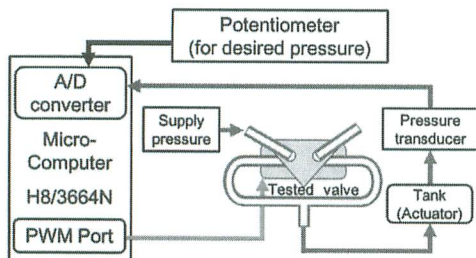 Potentiometer
(for desired pressure)
A/D
converter
Micro-
Computer
H8/3664N
PWM Port
Supply
pressure
Tested valve
Pressure
transducer
Tank
(Actuator)